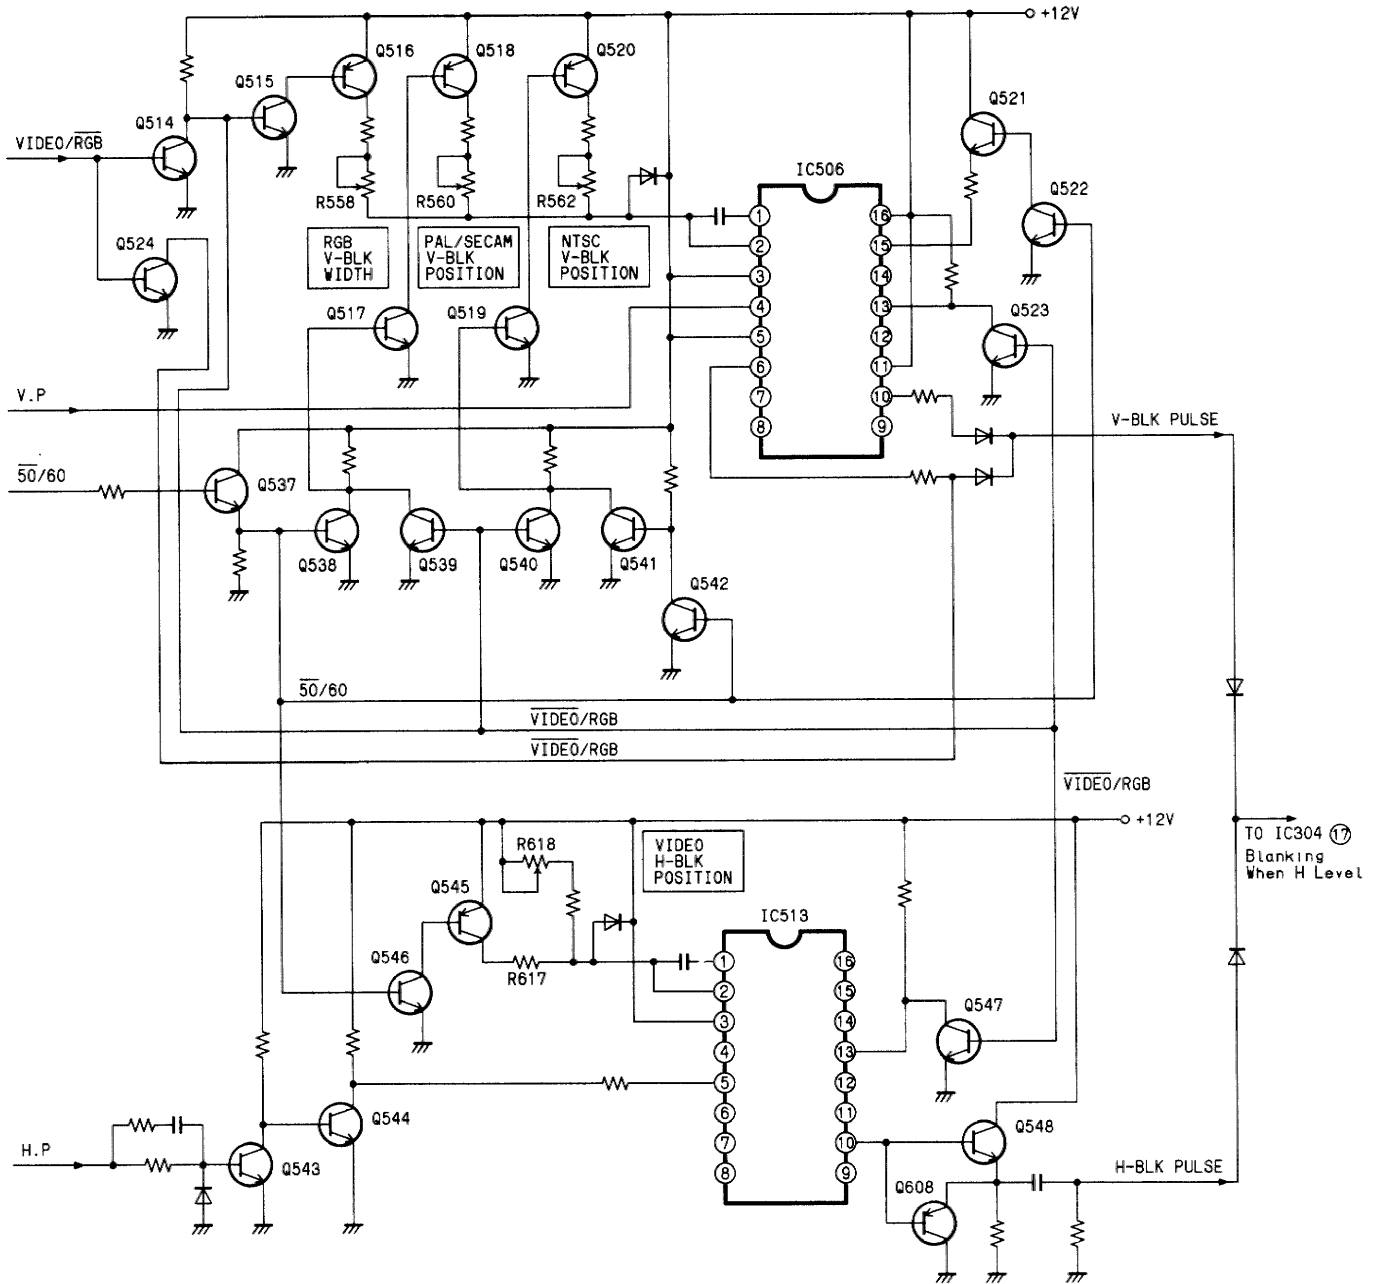 +12V
Q516
Q518
Q520
Q515
Q521
Q514
VIDEO/RGB
IC506
Q522
R558
R560
R562
1
2
3
4
5
6
7
8
16
15
14
13
12
11
10
9
Q524
RGB
V-BLK
WIDTH
PAL/SECAM
V-BLK
POSITION
NTSC
V-BLK
POSITION
Q517
Q519
Q523
V.P
V-BLK PULSE
50/60
Q537
Q538
Q539
Q540
Q541
Q542
50/60
VIDEO/RGB
VIDEO/RGB
VIDEO/RGB
+12V
TO IC304 17
Blanking
When H Level
R618
VIDEO
H-BLK
POSITION
Q545
IC513
Q546
R617
1
2
3
4
5
6
7
8
16
15
14
13
12
11
10
9
Q547
Q544
Q548
H.P
Q543
H-BLK PULSE
Q608